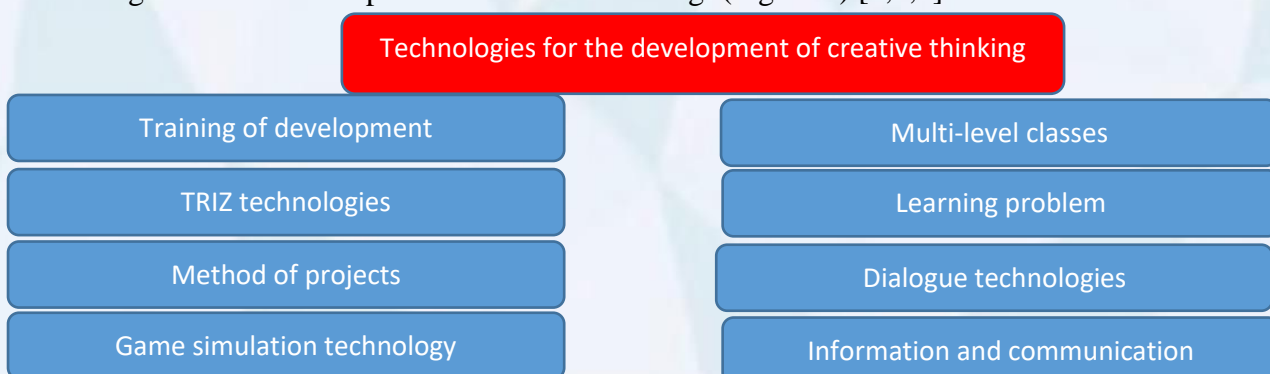 Technologies for the development of creative thinking
Training of development
TRIZ technologies
Method of projects
Game simulation technology
Multi-level classes
Learning problem
Dialogue technologies
Information and communication